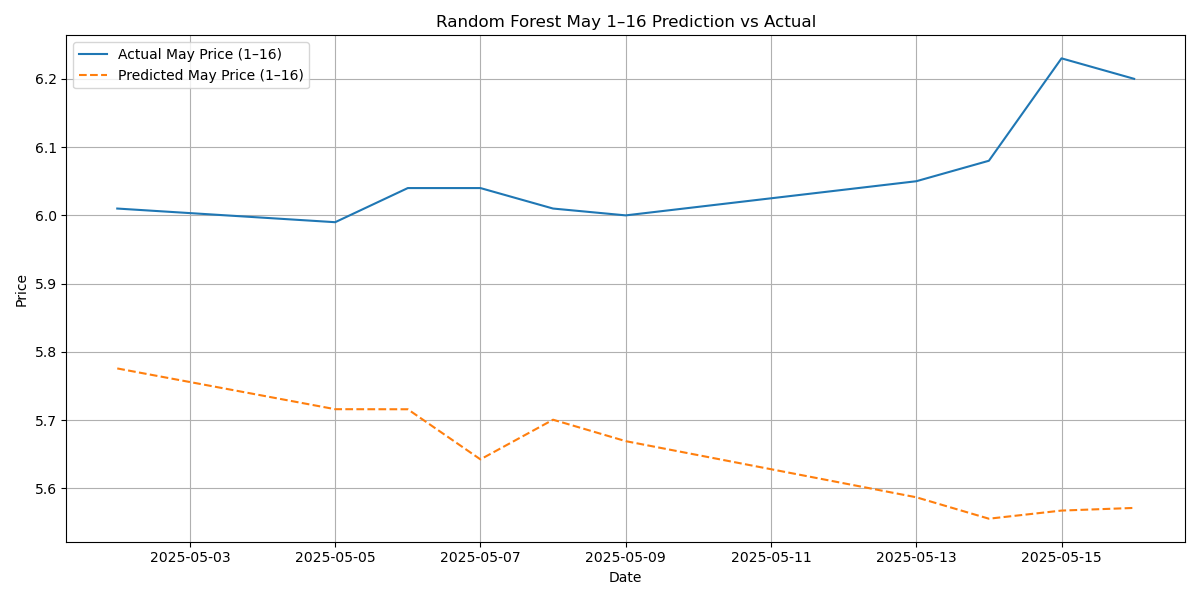 Random Forest May 1–16 Prediction vs Actual
Actual May Price (1–16)
Predicted May Price (1–16)
Price
6.2
6.1
6.0
5.9
5.8
5.7
5.6
2025-05-03 2025-05-05 2025-05-07 2025-05-09 2025-05-11 2025-05-13 2025-05-15
Date